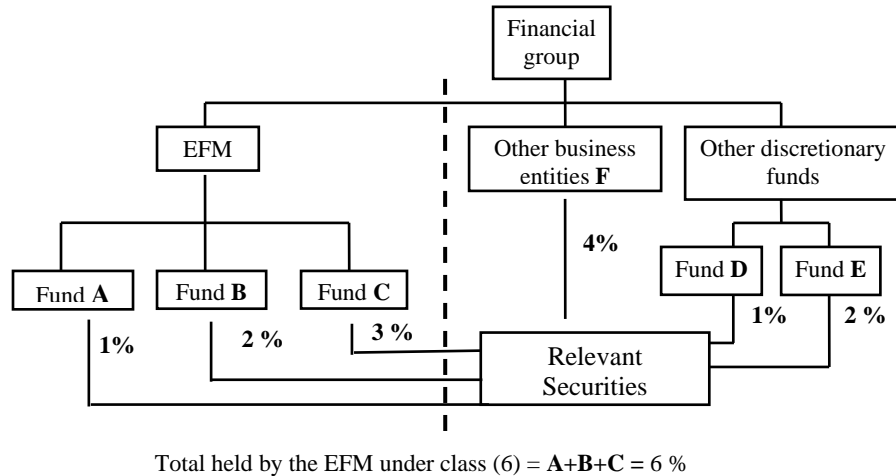 Financial
group
EFM
Other business
entities F
Other discretionary
funds
4%
Fund A
Fund B
Fund C
Fund D
Fund E
1%
2 %
3 %
1%
2 %
Relevant
Securities
Total held by the EFM under class (6) = A+B+C = 6 %